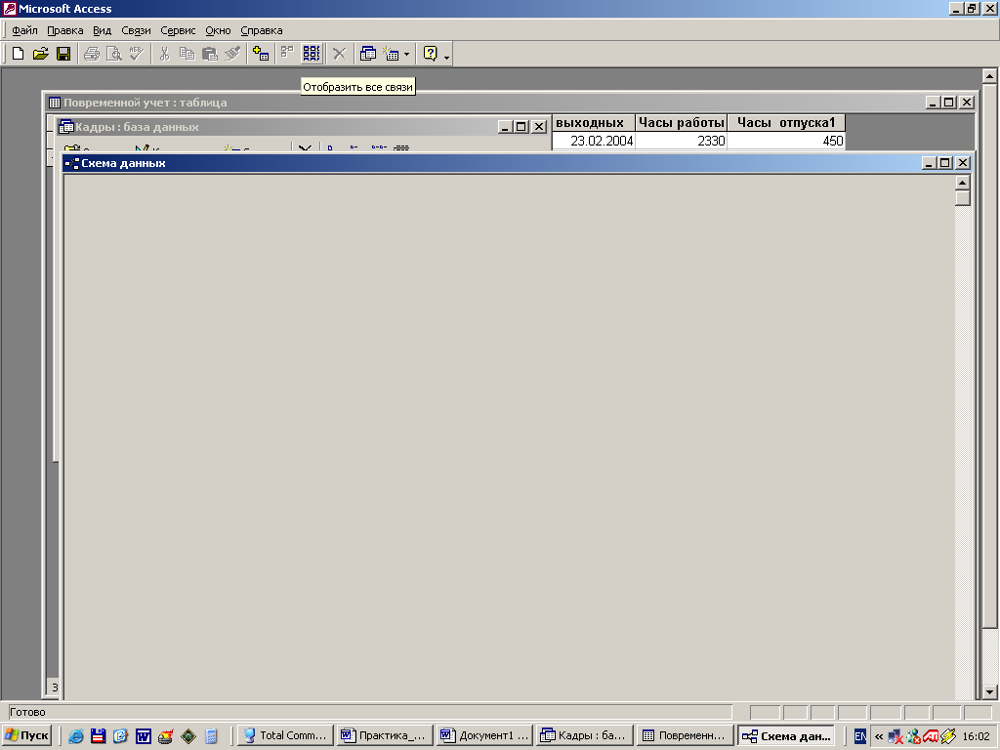 Microsoft Access
Файл Правка Вид Связи Сервис Окно Справка
Отобразить все связи
Повременной учет : таблица
Кадры : база данных
выходных Часы работы Часы отпуска1
23.02.2004 2330 450
Схема данных
3
Готово
Пуск Total Comm... Практика_... Документ1 ... Кадры : ба... Повременн... Схема дан... EN « 16:02